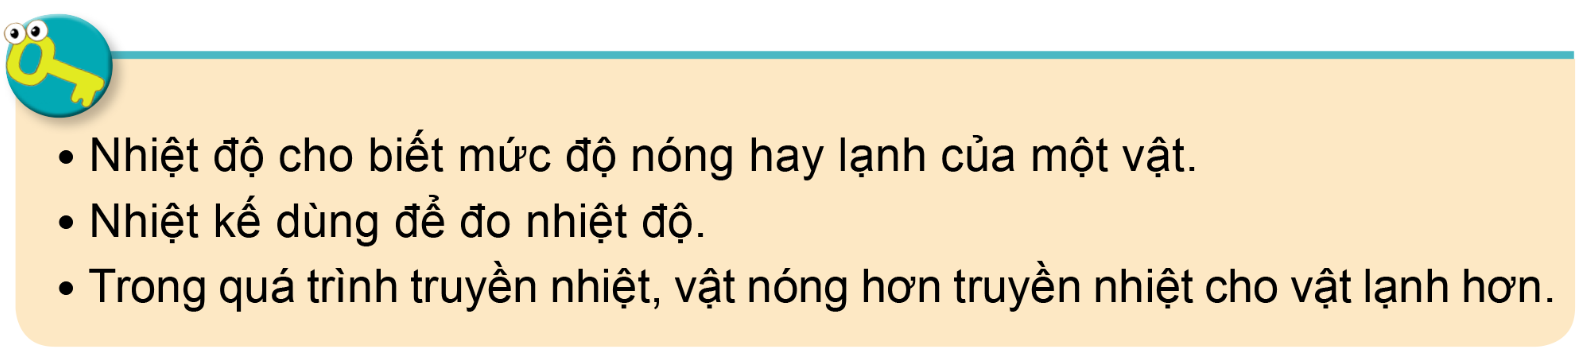 • Nhiệt độ cho biết mức độ nóng hay lạnh của một vật.
• Nhiệt kế dùng để đo nhiệt độ.
• Trong quá trình truyền nhiệt, vật nóng hơn truyền nhiệt cho vật lạnh hơn.